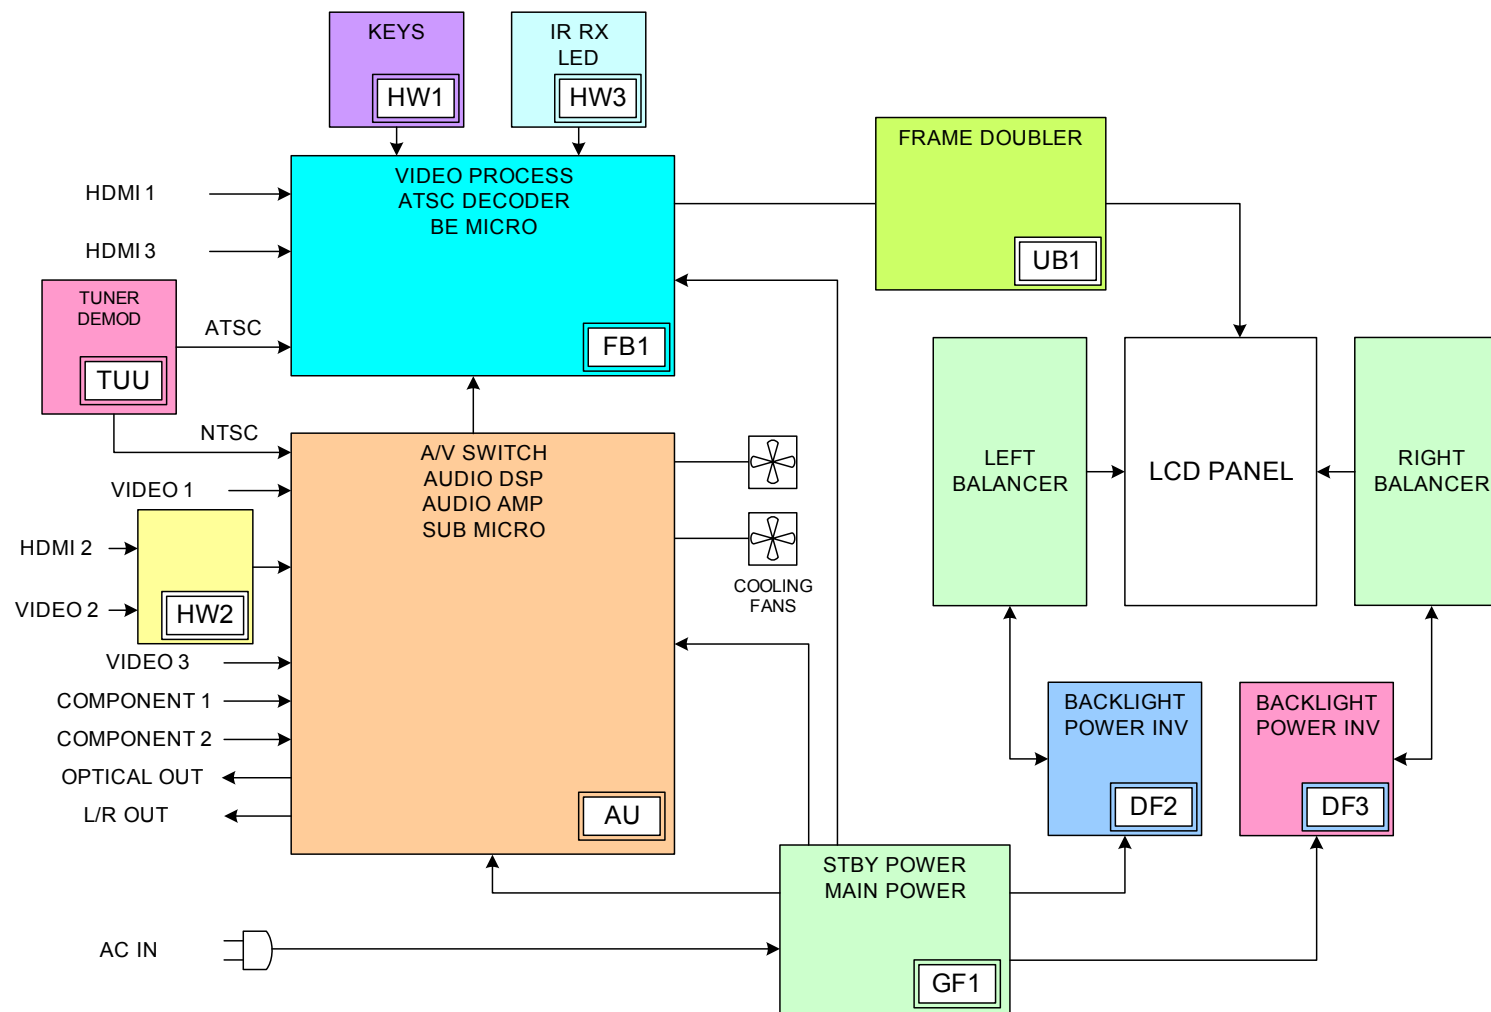 KEYS
HW1
IR RX
LED
HW3
FRAME DOUBLER
UB1
HDMI 1
HDMI 3
VIDEO PROCESS
ATSC DECODER
BE MICRO
FB1
TUNER
DEMOD
TUU
ATSC
NTSC
VIDEO 1
HDMI 2
VIDEO 2
HW2
VIDEO 3
COMPONENT 1
COMPONENT 2
OPTICAL OUT
L/R OUT
A/V SWITCH
AUDIO DSP
AUDIO AMP
SUB MICRO
AU
COOLING
FANS
LEFT
BALANCER
LCD PANEL
RIGHT
BALANCER
BACKLIGHT
POWER INV
DF2
BACKLIGHT
POWER INV
DF3
STBY POWER
MAIN POWER
GF1
AC IN